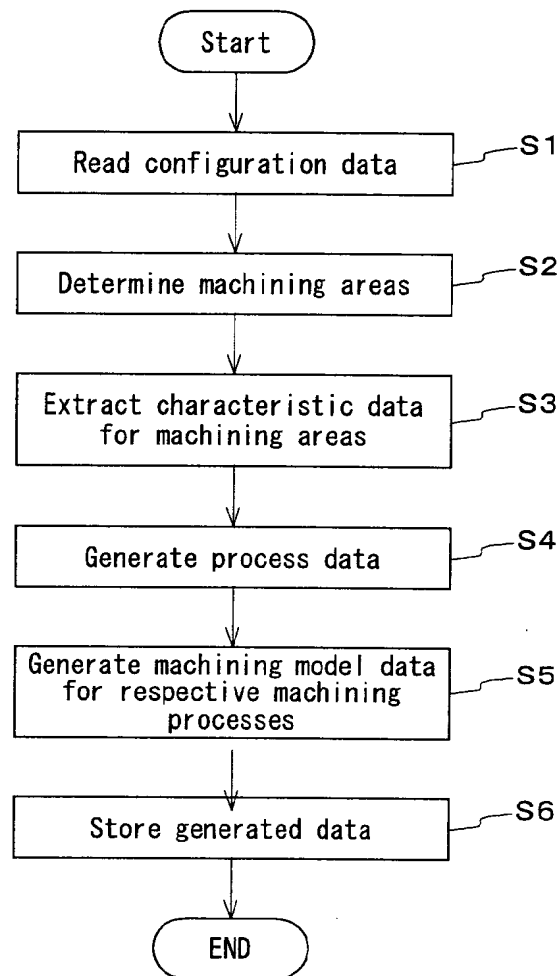 Start
Read configuration data
S1
Determine machining areas
S2
Extract characteristic data
for machining areas
S3
Generate process data
S4
Generate machining model data
for respective machining
processes
S5
Store generated data
S6
END